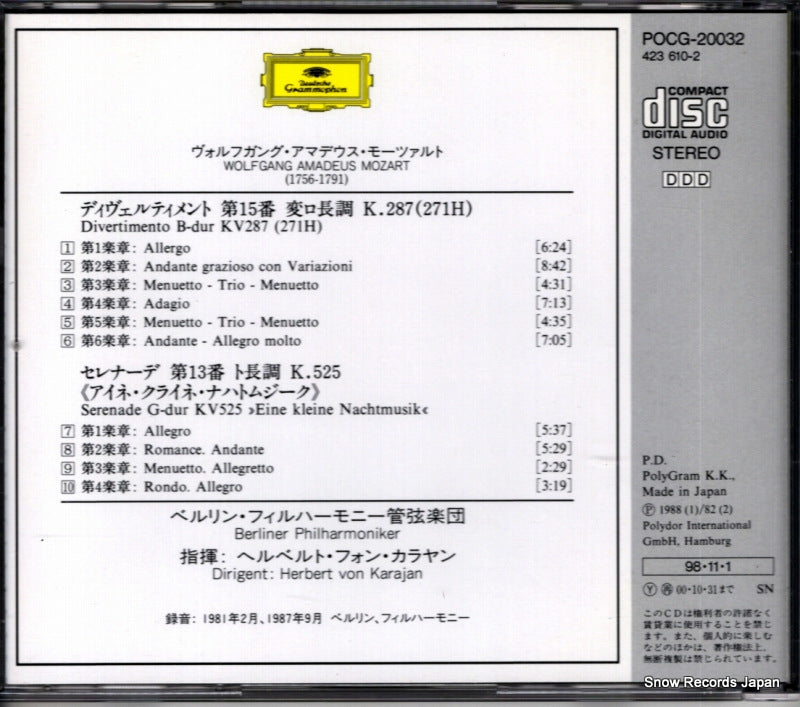 Deutsche
Grammophon
ヴォルフガング・アマデウス・モーツァルト
WOLFGANG AMADEUS MOZART
(1756-1791)
ディヴェルティメント 第15番 変ロ長調 K.287(271H)
Divertimento B-dur KV287 (271H)
1 第1楽章: Allergo [6:24]
2 第2楽章: Andante grazioso con Variazioni [8:42]
3 第3楽章: Menuetto - Trio - Menuetto [4:31]
4 第4楽章: Adagio [7:13]
5 第5楽章: Menuetto - Trio - Menuetto [4:35]
6 第6楽章: Andante - Allegro molto [7:05]
セレナーデ 第13番 ト長調 K.525
《アイネ・クライネ・ナハトムジーク》
Serenade G-dur KV525 »Eine kleine Nachtmusik«
7 第1楽章: Allegro [5:37]
8 第2楽章: Romance. Andante [5:29]
9 第3楽章: Menuetto. Allegretto [2:29]
10 第4楽章: Rondo. Allegro [3:19]
ベルリン・フィルハーモニー管弦楽団
Berliner Philharmoniker
指揮: ヘルベルト・フォン・カラヤン
Dirigent: Herbert von Karajan
録音: 1981年2月、1987年9月 ベルリン、フィルハーモニー
POCG-20032
423 610-2
COMPACT
disc
DIGITAL AUDIO
STEREO
DDD
P.D.
PolyGram K.K.,
Made in Japan
Ⓟ 1988 (1)/82 (2)
Polydor International
GmbH, Hamburg
98・11・1
Ⓨ ㊕ 00・10・31まで SN
このCDは権利者の許諾なく
賃貸業に使用することを禁じ
ます。また、個人的に楽しむ
などのほかは、著作権法上、
無断複製は禁じられています。
Snow Records Japan